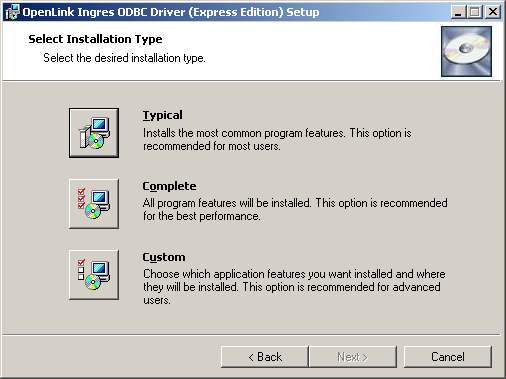 OpenLink Ingres ODBC Driver (Express Edition) Setup
Select Installation Type
Select the desired installation type.
Typical
Installs the most common program features. This option is
recommended for most users.
Complete
All program features will be installed. This option is recommended
for the best performance.
Custom
Choose which application features you want installed and where
they will be installed. This option is recommended for advanced
users.
< Back
Next >
Cancel